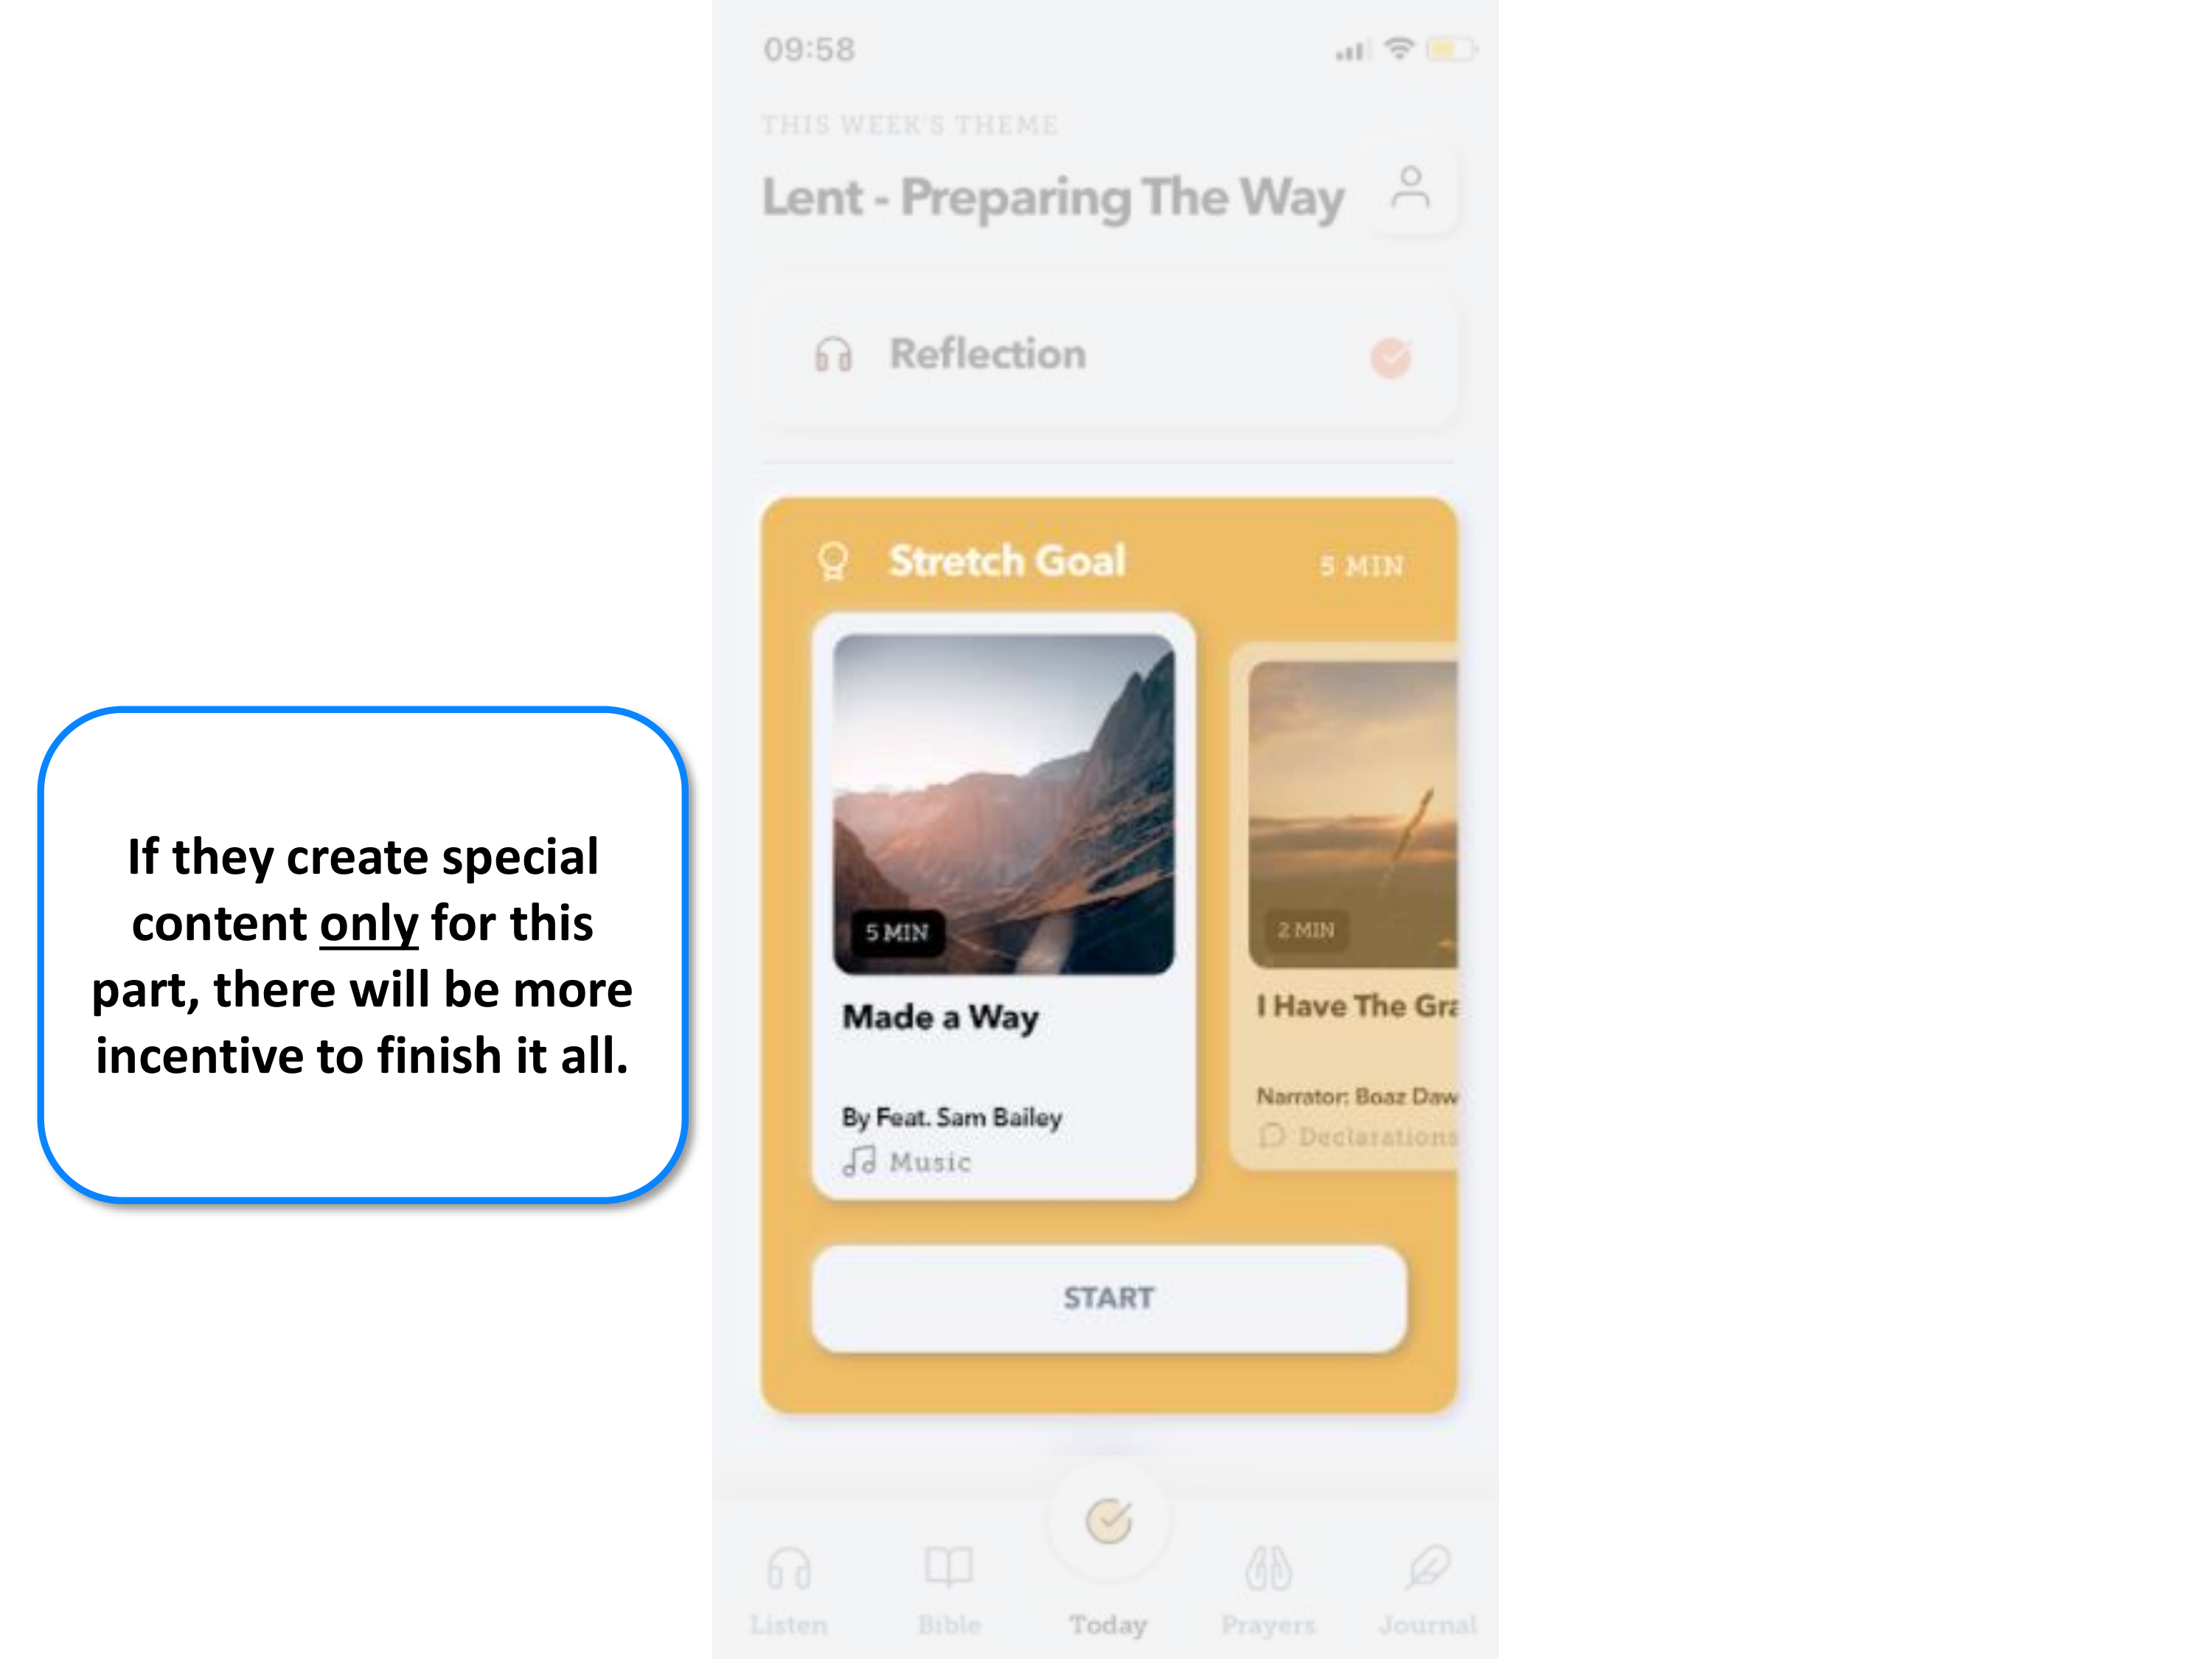 09:58
THIS WEEK'S THEME
Lent - Preparing The Way
Reflection
Stretch Goal
5 MIN
5 MIN
2 MIN
Made a Way
I Have The Gra
By Feat. Sam Bailey
Narrator: Boaz Daw
Music
Declarations
START
Listen
Bible
Today
Prayers
Journal
If they create special
content only for this
part, there will be more
incentive to finish it all.